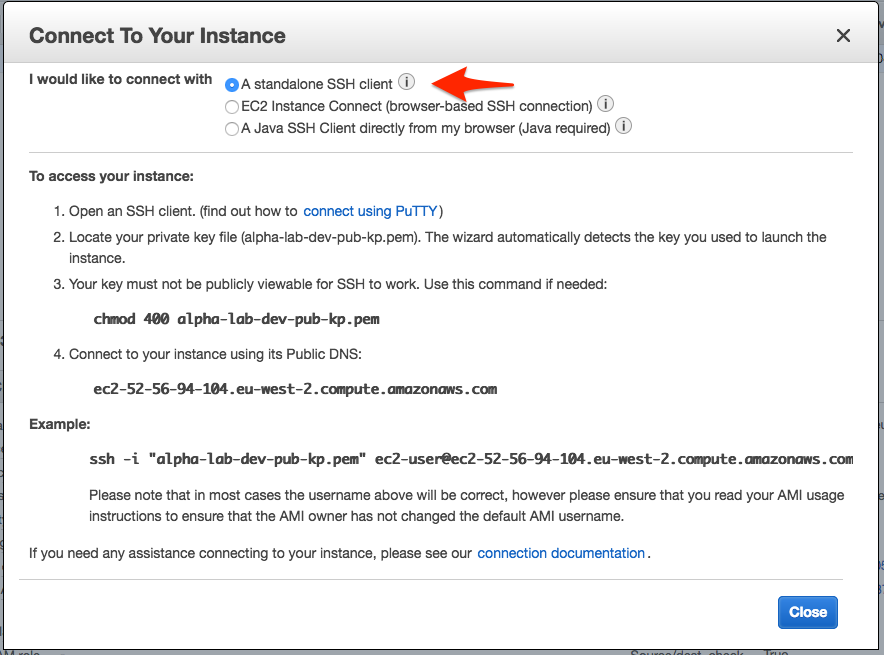 Connect To Your Instance
I would like to connect with
A standalone SSH client
EC2 Instance Connect (browser-based SSH connection)
A Java SSH Client directly from my browser (Java required)
To access your instance:
1. Open an SSH client. (find out how to connect using PuTTY)
2. Locate your private key file (alpha-lab-dev-pub-kp.pem). The wizard automatically detects the key you used to launch the
instance.
3. Your key must not be publicly viewable for SSH to work. Use this command if needed:
chmod 400 alpha-lab-dev-pub-kp.pem
4. Connect to your instance using its Public DNS:
ec2-52-56-94-104.eu-west-2.compute.amazonaws.com
Example:
ssh -i "alpha-lab-dev-pub-kp.pem" ec2-user@ec2-52-56-94-104.eu-west-2.compute.amazonaws.com
Please note that in most cases the username above will be correct, however please ensure that you read your AMI usage
instructions to ensure that the AMI owner has not changed the default AMI username.
If you need any assistance connecting to your instance, please see our connection documentation.
Close